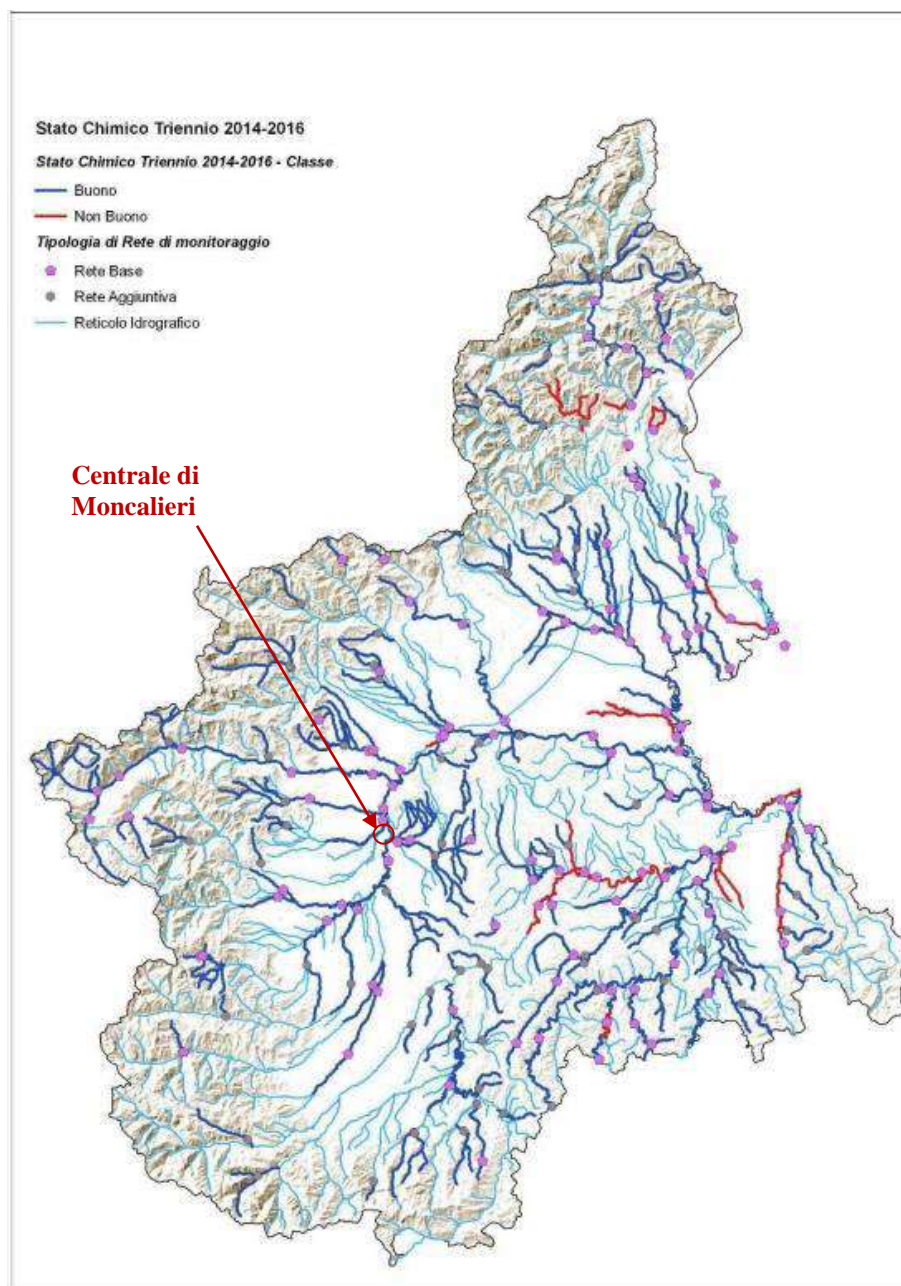 Stato Chimico Triennio 2014-2016
Stato Chimico Triennio 2014-2016 - Classe
Buono
Non Buono
Tipologia di Rete di monitoraggio
Rete Base
Rete Aggiuntiva
Reticolo Idrografico
Centrale di
Moncalieri